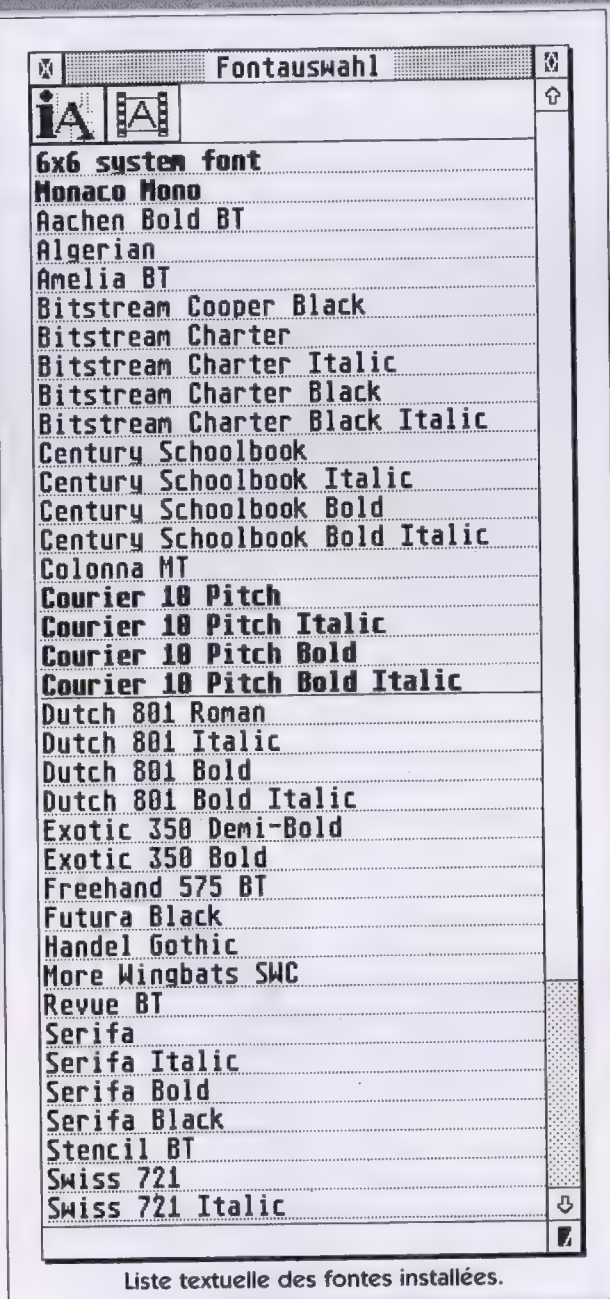 Fontauswahl
iA A
6x6 system font
Monaco Mono
Aachen Bold BT
Algerian
Amelia BT
Bitstream Cooper Black
Bitstream Charter
Bitstream Charter Italic
Bitstream Charter Black
Bitstream Charter Black Italic
Century Schoolbook
Century Schoolbook Italic
Century Schoolbook Bold
Century Schoolbook Bold Italic
Colonna MT
Courier 10 Pitch
Courier 10 Pitch Italic
Courier 10 Pitch Bold
Courier 10 Pitch Bold Italic
Dutch 801 Roman
Dutch 801 Italic
Dutch 801 Bold
Dutch 801 Bold Italic
Exotic 350 Demi-Bold
Exotic 350 Bold
Freehand 575 BT
Futura Black
Handel Gothic
More Wingbats SWC
Revue BT
Serifa
Serifa Italic
Serifa Bold
Serifa Black
Stencil BT
Swiss 721
Swiss 721 Italic
Liste textuelle des fontes installées.